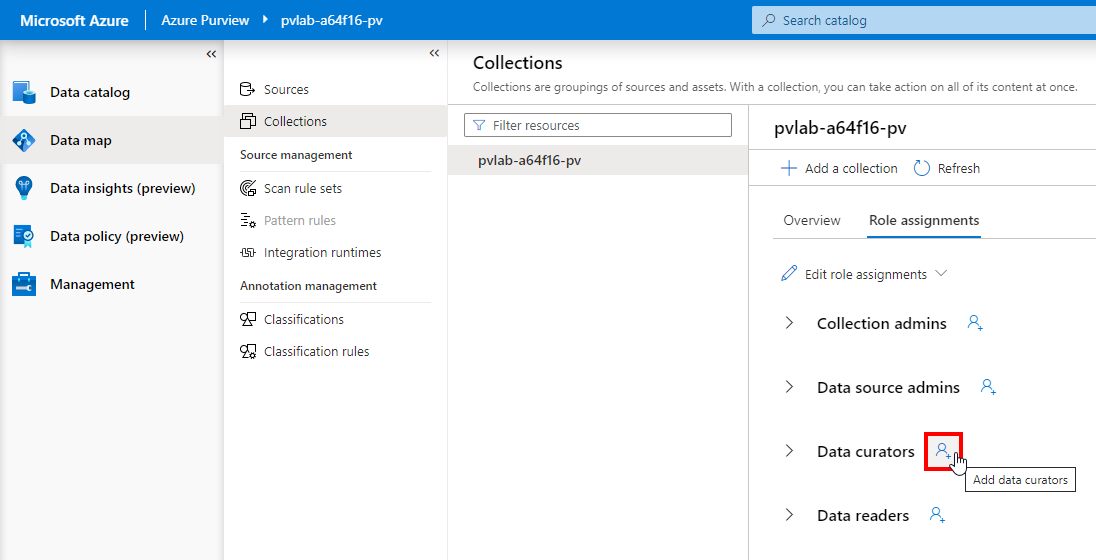 Microsoft Azure
Azure Purview
pvlab-a64f16-pv
Search catalog
Data catalog
Data map
Data insights (preview)
Data policy (preview)
Management
Sources
Collections
Source management
Scan rule sets
Pattern rules
Integration runtimes
Annotation management
Classifications
Classification rules
Collections
Collections are groupings of sources and assets. With a collection, you can take action on all of its content at once.
Filter resources
pvlab-a64f16-pv
pvlab-a64f16-pv
Add a collection
Refresh
Overview
Role assignments
Edit role assignments
Collection admins
Data source admins
Data curators
Add data curators
Data readers